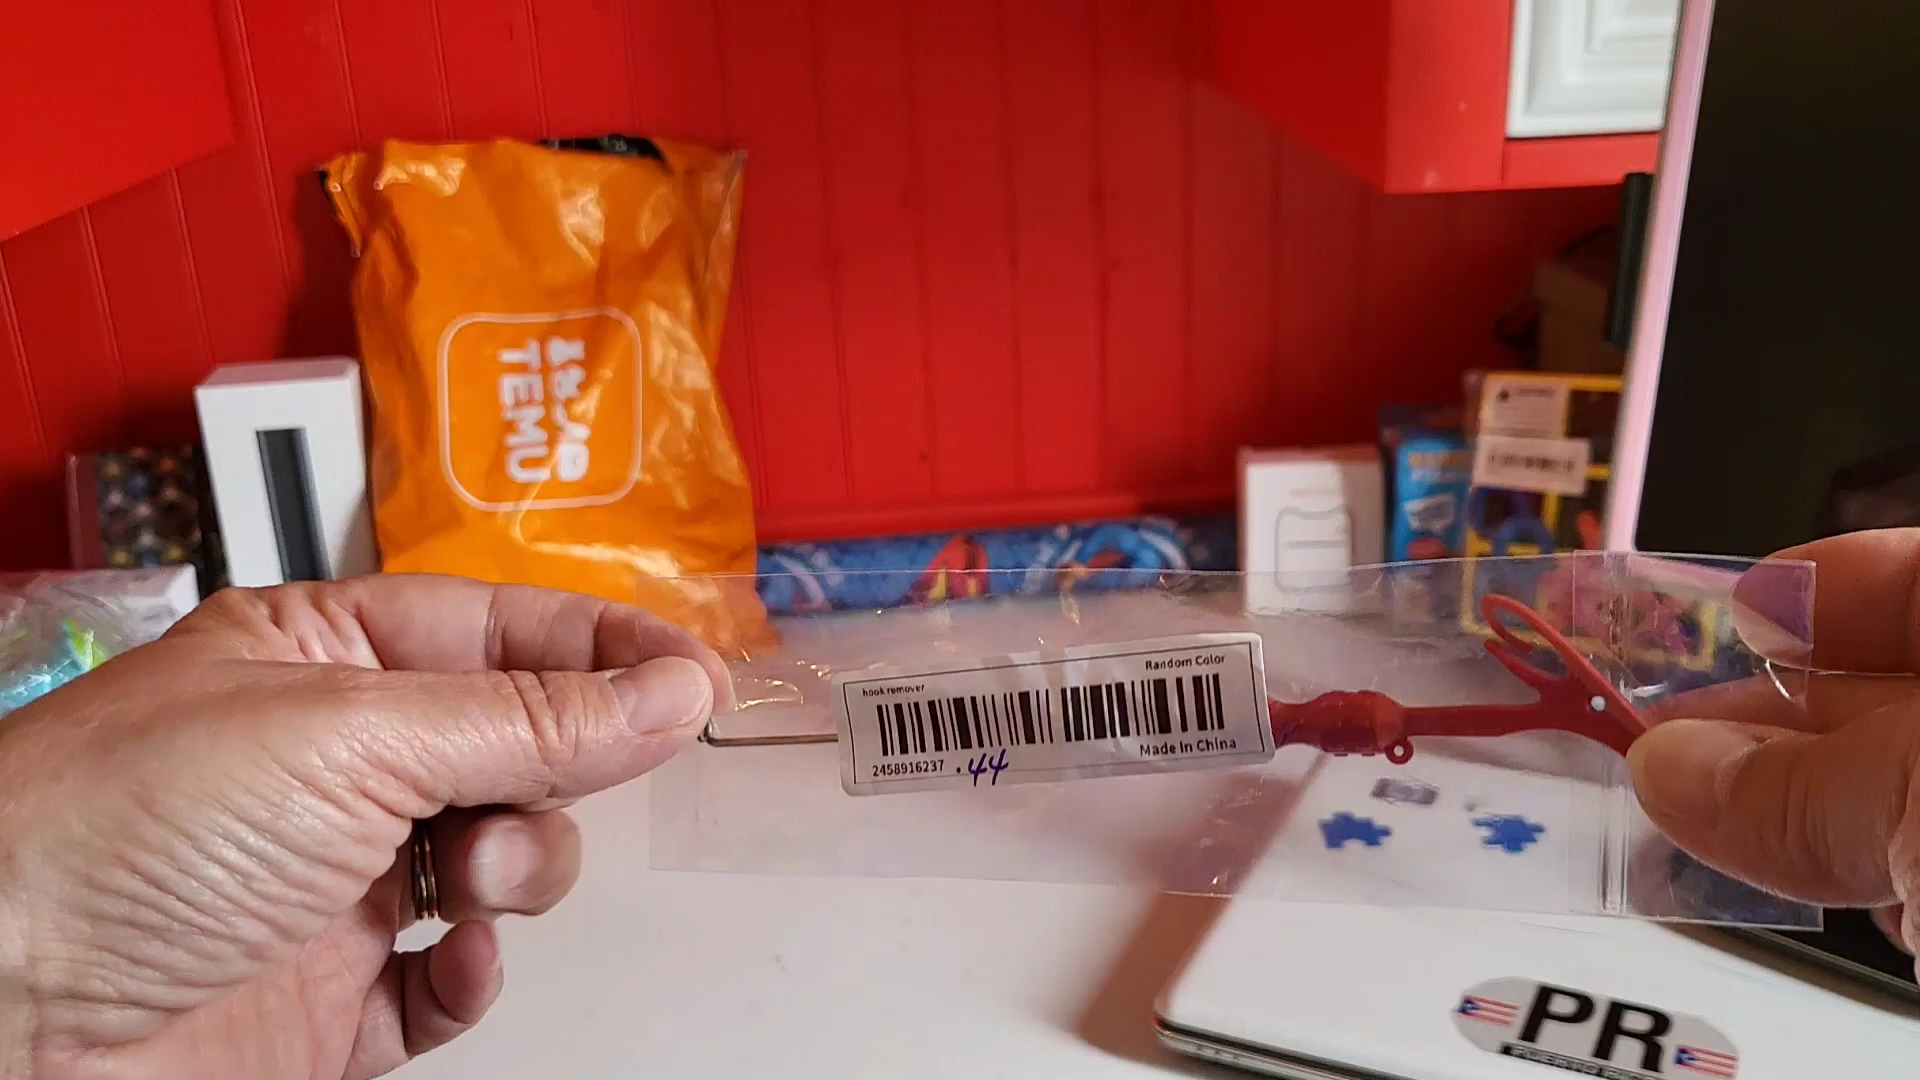 TEMU
hook remover
Random Color
Made In China
2458916237 .44
PR